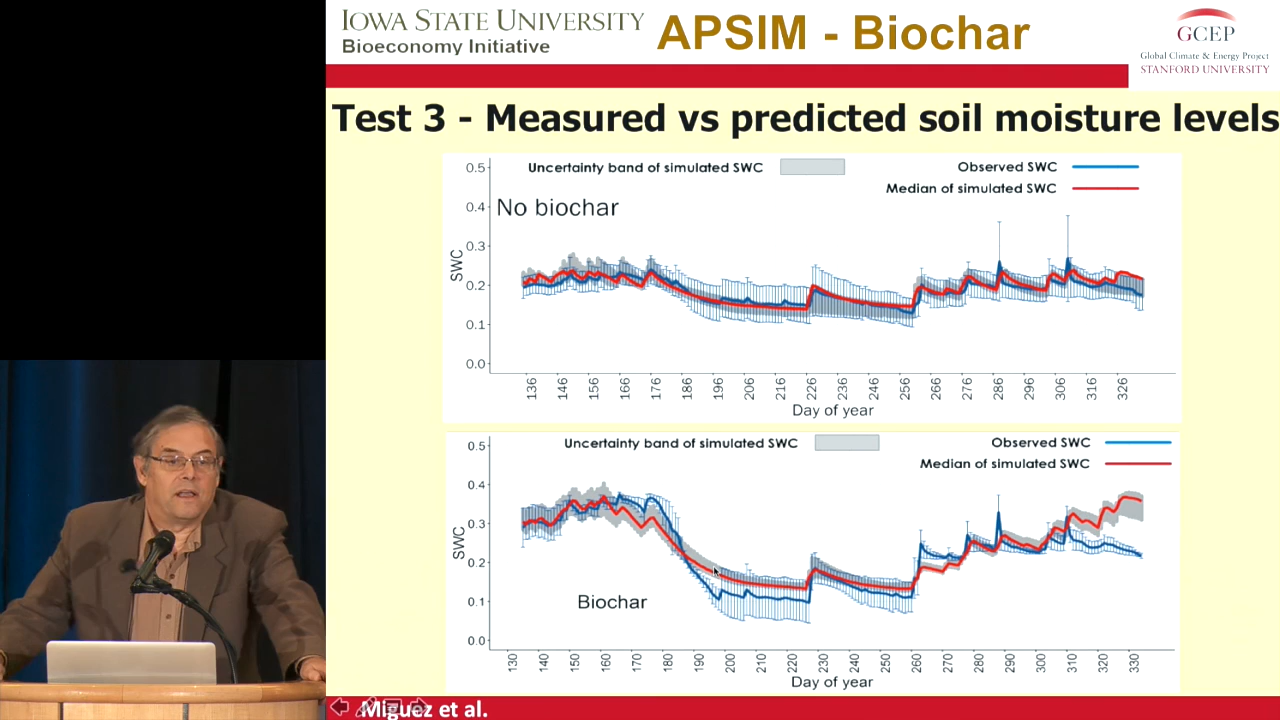 IOWA STATE UNIVERSITY
Bioeconomy Initiative
APSIM - Biochar
GCEP
Global Climate & Energy Project
STANFORD UNIVERSITY
Test 3 - Measured vs predicted soil moisture levels
Uncertainty band of simulated SWC
Observed SWC
Median of simulated SWC
No biochar
SWC
0.5
0.4
0.3
0.2
0.1
0.0
136 146 156 166 176 186 196 206 216 226 236 246 256 266 276 286 296 306 316 326
Day of year
Uncertainty band of simulated SWC
Observed SWC
Median of simulated SWC
SWC
0.5
0.4
0.3
0.2
0.1
0.0
Biochar
130 140 150 160 170 180 190 200 210 220 230 240 250 260 270 280 290 300 310 320 330
Day of year
Miguez et al.